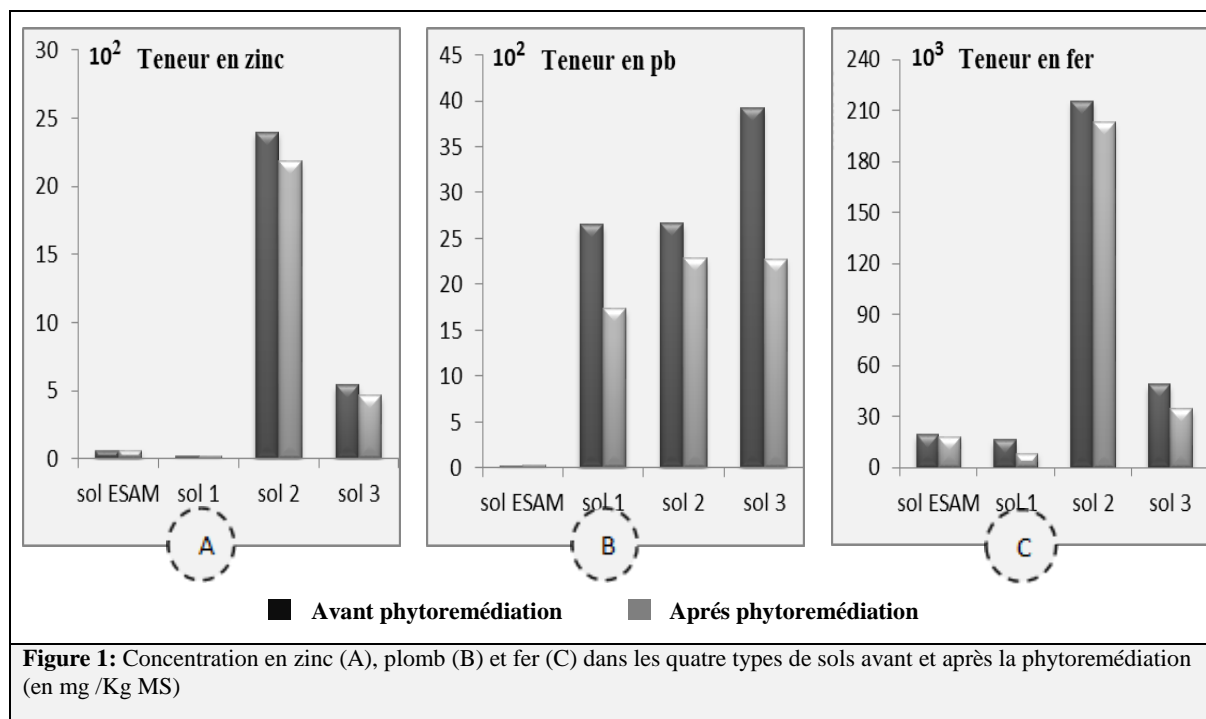 10² Teneur en zinc
30
25
20
15
10
5
0
sol ESAM sol 1 sol 2 sol 3
A
10² Teneur en pb
45
40
35
30
25
20
15
10
5
0
sol ESAM sol 1 sol 2 sol 3
B
10³ Teneur en fer
240
210
180
150
120
90
60
30
0
sol ESAM sol 1 sol 2 sol 3
C
Avant phytoremédiation Aprés phytoremédiation
Figure 1: Concentration en zinc (A), plomb (B) et fer (C) dans les quatre types de sols avant et après la phytoremédiation
(en mg /Kg MS)